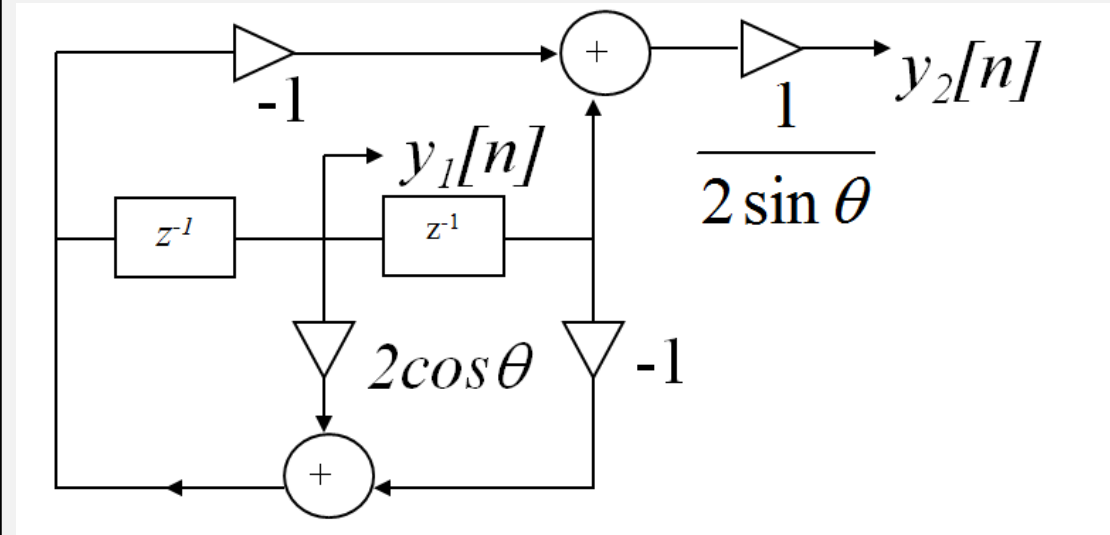 +
-1
y₂[n]
1
2 sin θ
y₁[n]
z⁻¹
z⁻¹
2cosθ
-1
+